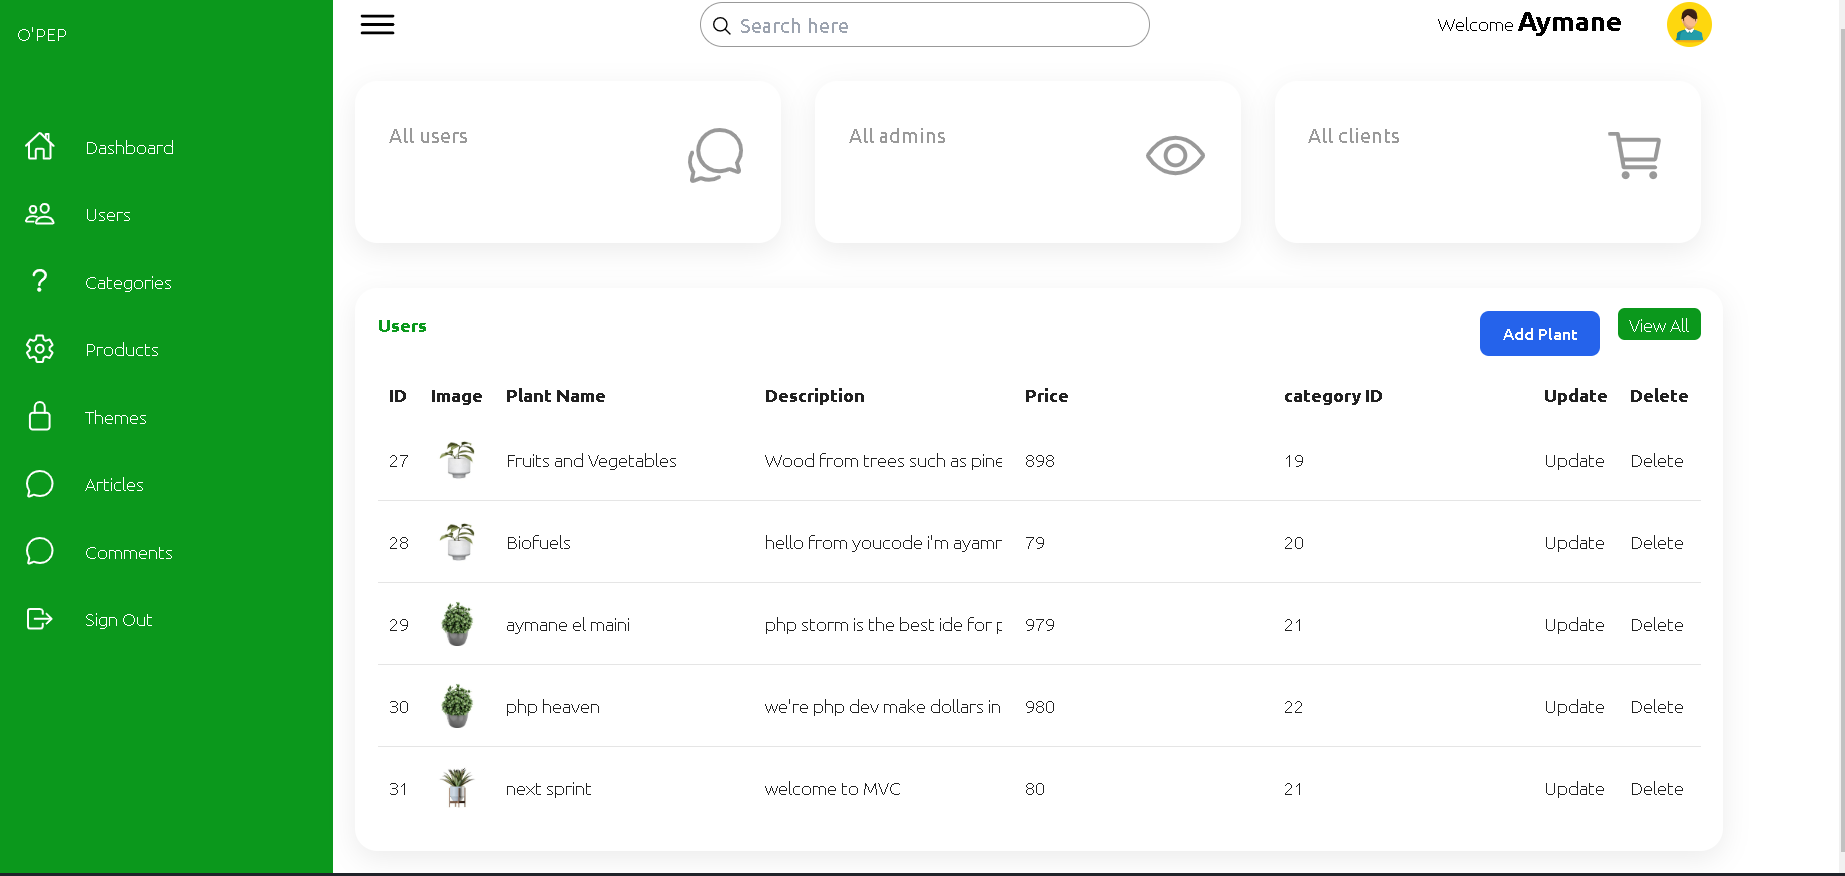 O'PEP
Dashboard
Users
Categories
Products
Themes
Articles
Comments
Sign Out
Search here
Welcome Aymane
All users
All admins
All clients
Users
Add Plant
View All
ID Image Plant Name Description Price category ID Update Delete
27 Fruits and Vegetables Wood from trees such as pine 898 19 Update Delete
28 Biofuels hello from youcode i'm 79 20 Update Delete
29 aymane el maini php storm is the best ide for 979 21 Update Delete
30 php heaven we're php dev make dollars in 980 22 Update Delete
31 next sprint welcome to MVC 80 21 Update Delete